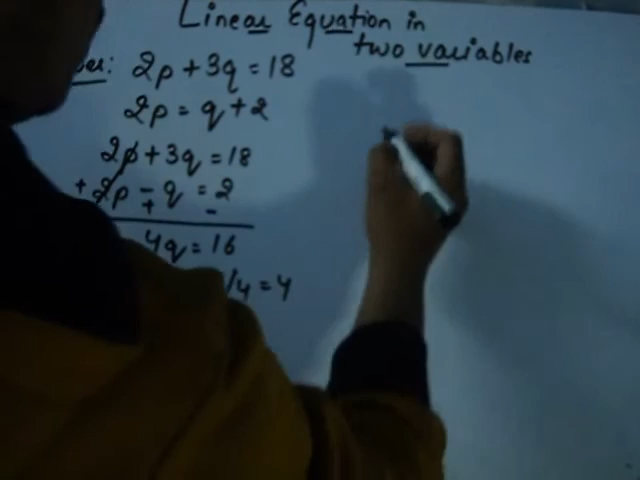 Linear Equation in
two variables
2p + 3q = 18
2p = q + 2
2p + 3q = 18
+ 2p - q = 2
+ -
4q = 16
/4 = 4